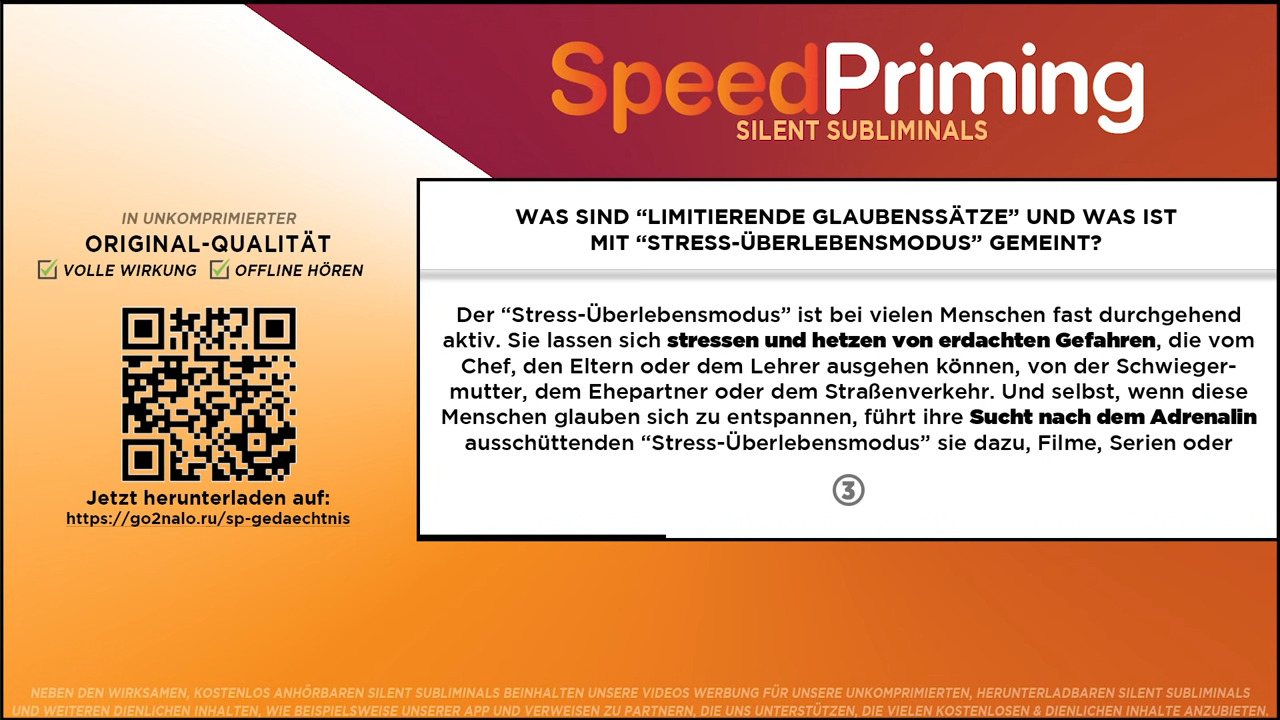 SpeedPriming
SILENT SUBLIMINALS
IN UNKOMPRIMIERTER
ORIGINAL-QUALITÄT
VOLLE WIRKUNG OFFLINE HÖREN
Jetzt herunterladen auf:
https://go2nalo.ru/sp-gedaechtnis
WAS SIND “LIMITIERENDE GLAUBENSSÄTZE” UND WAS IST
MIT “STRESS-ÜBERLEBENSMODUS” GEMEINT?
Der “Stress-Überlebensmodus” ist bei vielen Menschen fast durchgehend
aktiv. Sie lassen sich stressen und hetzen von erdachten Gefahren, die vom
Chef, den Eltern oder dem Lehrer ausgehen können, von der Schwieger-
mutter, dem Ehepartner oder dem Straßenverkehr. Und selbst, wenn diese
Menschen glauben sich zu entspannen, führt ihre Sucht nach dem Adrenalin
ausschüttenden “Stress-Überlebensmodus” sie dazu, Filme, Serien oder
3
NEBEN DEN WIRKSAMEN, KOSTENLOS ANHÖRBAREN SILENT SUBLIMINALS BEINHALTEN UNSERE VIDEOS WERBUNG FÜR UNSERE UNKOMPRIMIERTEN, HERUNTERLADBAREN SILENT SUBLIMINALS
UND WEITEREN DIENLICHEN INHALTEN, WIE BEISPIELSWEISE UNSERER APP UND VERWEISEN ZU PARTNERN, DIE UNS UNTERSTÜTZEN, DIE VIELEN KOSTENLOSEN & DIENLICHEN INHALTE ANZUBIETEN.